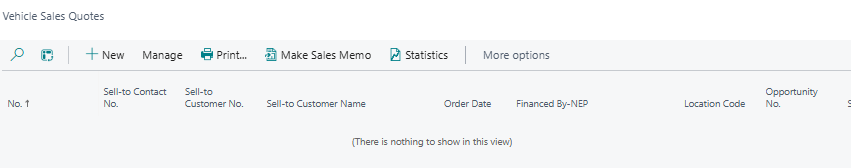 Vehicle Sales Quotes
New Manage Print... Make Sales Memo Statistics More options
No. ↑ Sell-to Contact No. Sell-to Customer No. Sell-to Customer Name Order Date Financed By-NEP Location Code Opportunity No. S
(There is nothing to show in this view)